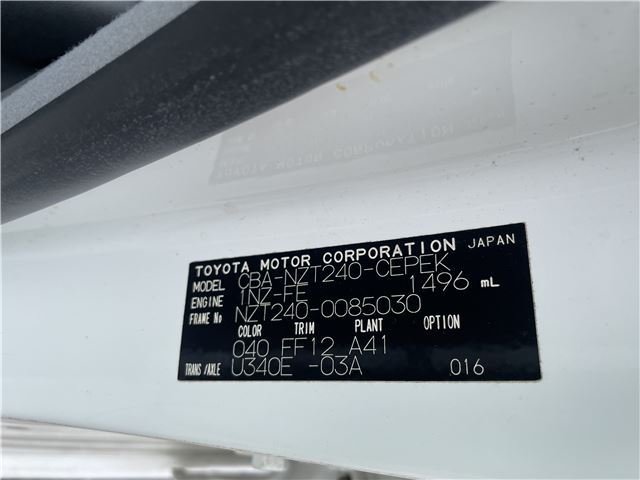 TOYOTA MOTOR CORPORATION JAPAN
MODEL CBA-NZT240-CEPEK
ENGINE 1NZ-FE 1496 mL
FRAME No NZT240-0085030
COLOR TRIM PLANT OPTION
040 FF12 A41
TRANS/AXLE U340E -03A 016